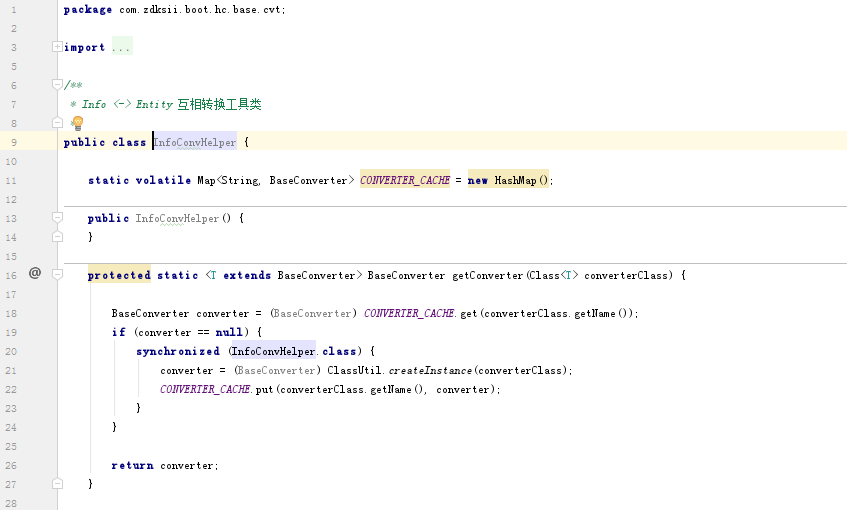 1 package com.zdksii.boot.hc.base.cvt;
2
3 import ...
5
6 /**
7 * Info <-> Entity 互相转换工具类
8 *
9 public class InfoConvHelper {
10
11 static volatile Map<String, BaseConverter> CONVERTER_CACHE = new HashMap();
12
13 public InfoConvHelper() {
14 }
15
16 @ protected static <T extends BaseConverter> BaseConverter getConverter(Class<T> converterClass) {
17
18 BaseConverter converter = (BaseConverter) CONVERTER_CACHE.get(converterClass.getName());
19 if (converter == null) {
20 synchronized (InfoConvHelper.class) {
21 converter = (BaseConverter) ClassUtil.createInstance(converterClass);
22 CONVERTER_CACHE.put(converterClass.getName(), converter);
23 }
24 }
25
26 return converter;
27 }
28